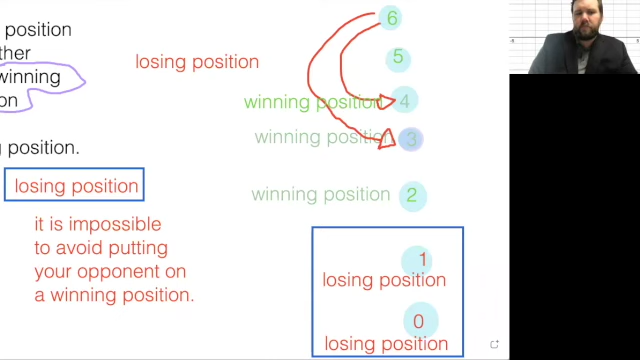 position
ther
winning
on
g position.
losing position
it is impossible
to avoid putting
your opponent on
a winning position.
losing position
6
5
winning position 4
winning position 3
winning position 2
1
losing position
0
losing position